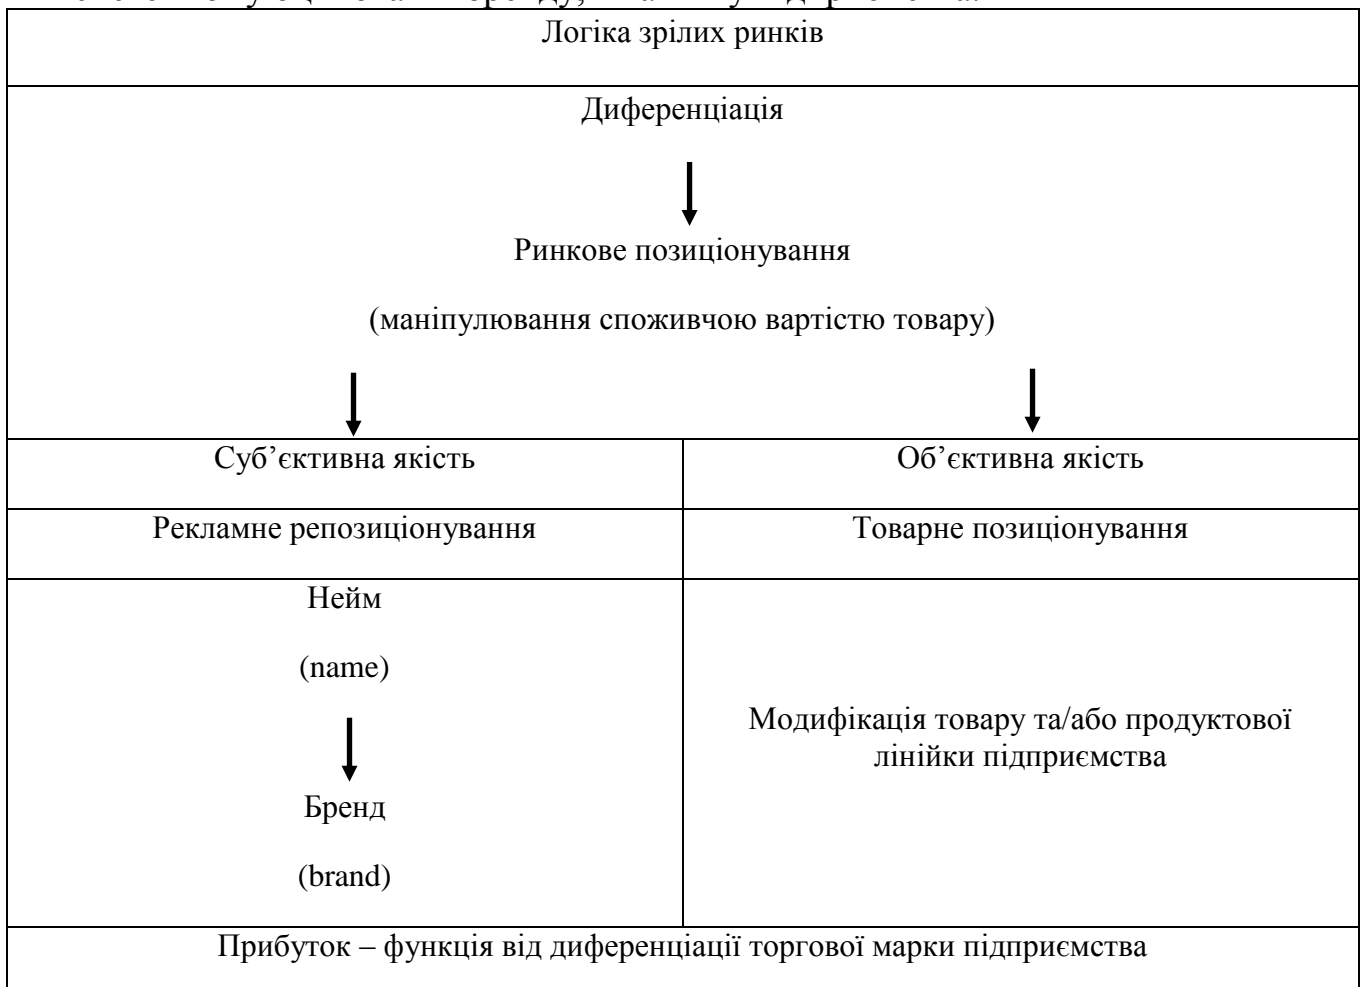 Логіка зрілих ринків
Диференціація
Ринкове позиціонування
(маніпулювання споживчою вартістю товару)
Суб’єктивна якість
Об’єктивна якість
Рекламне репозиціонування
Товарне позиціонування
Нейм
(name)
Бренд
(brand)
Модифікація товару та/або продуктової
лінійки підприємства
Прибуток – функція від диференціації торгової марки підприємства